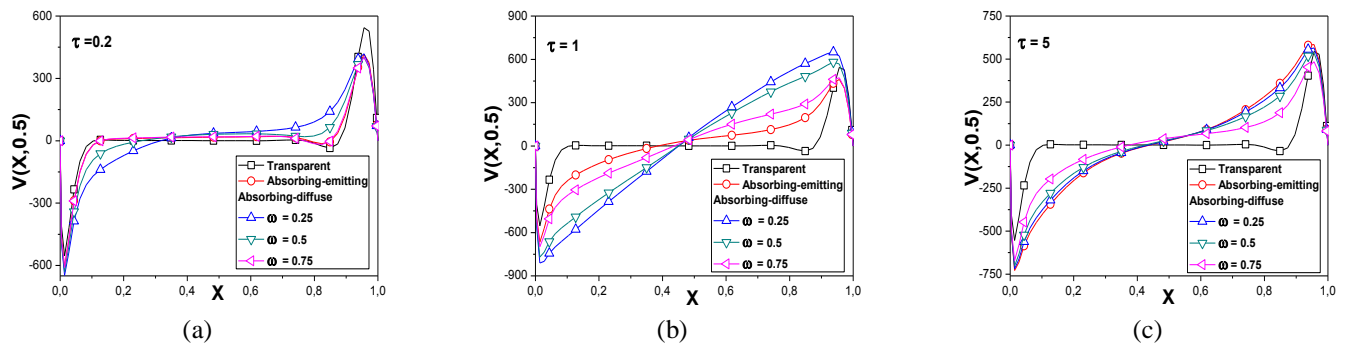 600
300
0
-300
-600
V(X,0.5)
τ =0.2
Transparent
Absorbing-emitting
Absorbing-diffuse
ω = 0.25
ω = 0.5
ω = 0.75
0,0 0,2 0,4 0,6 0,8 1,0
X
(a)
900
600
300
0
-300
-600
-900
V(X,0.5)
τ = 1
Transparent
Absorbing-emitting
Absorbing-diffuse
ω = 0.25
ω = 0.5
ω = 0.75
0,0 0,2 0,4 0,6 0,8 1,0
X
(b)
750
500
250
0
-250
-500
-750
V(X,0.5)
τ = 5
Transparent
Absorbing-emitting
Absorbing-diffuse
ω = 0.25
ω = 0.5
ω = 0.75
0,0 0,2 0,4 0,6 0,8 1,0
X
(c)